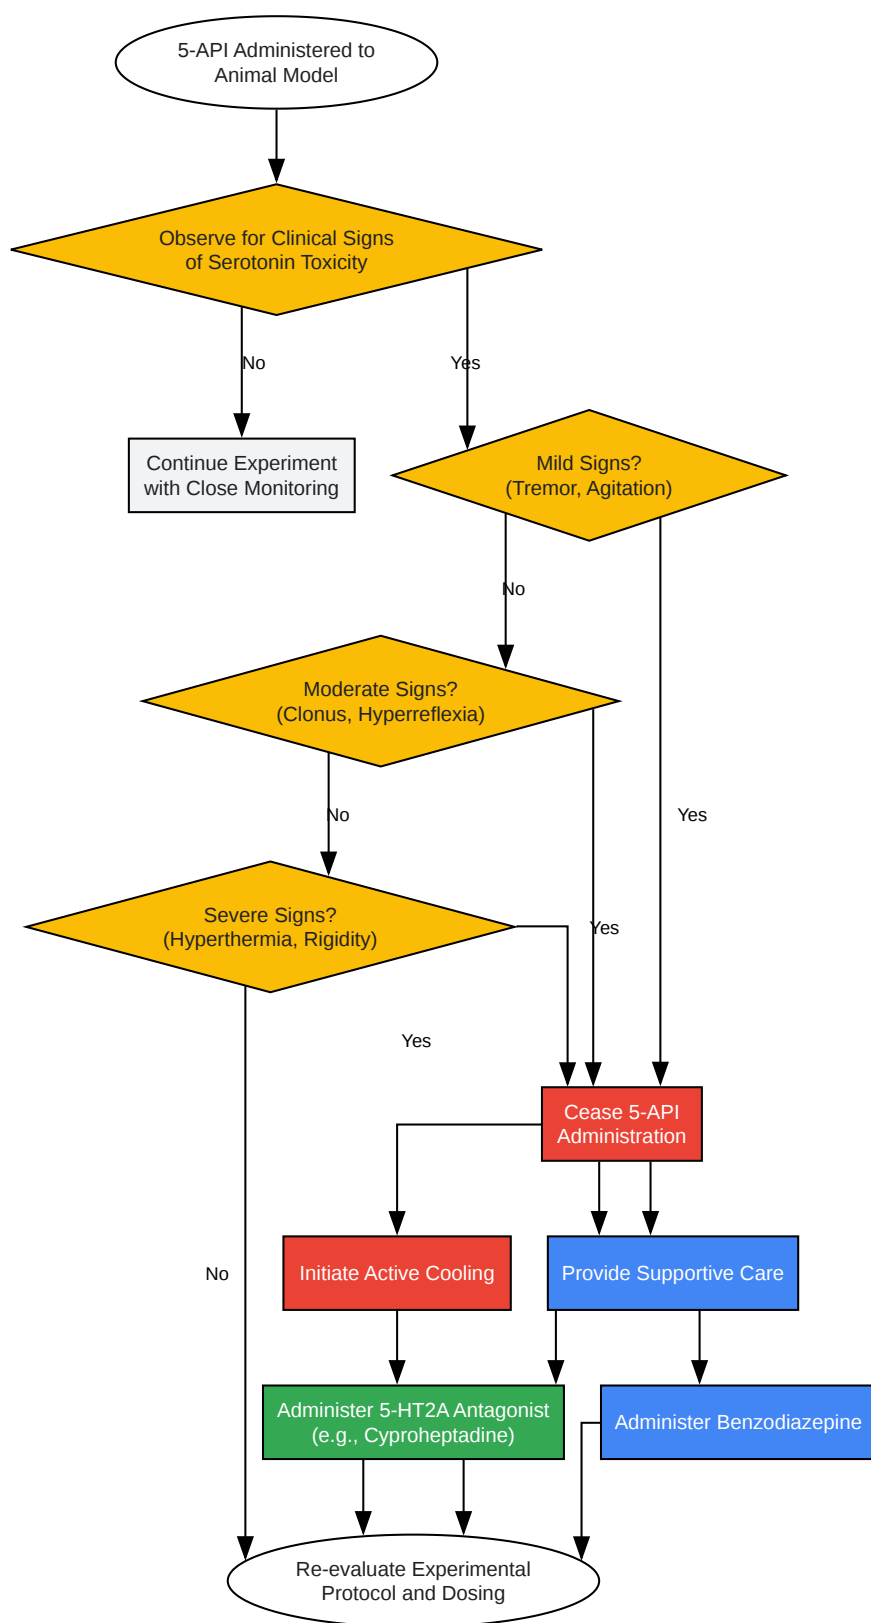 5-API Administered to
Animal Model
Observe for Clinical Signs
of Serotonin Toxicity
No
Yes
Continue Experiment
with Close Monitoring
Mild Signs?
(Tremor, Agitation)
No
Moderate Signs?
(Clonus, Hyperreflexia)
No
Yes
Severe Signs?
(Hyperthermia, Rigidity)
Yes
Yes
Cease 5-API
Administration
No
Initiate Active Cooling
Provide Supportive Care
Administer 5-HT2A Antagonist
(e.g., Cyproheptadine)
Administer Benzodiazepine
Re-evaluate Experimental
Protocol and Dosing